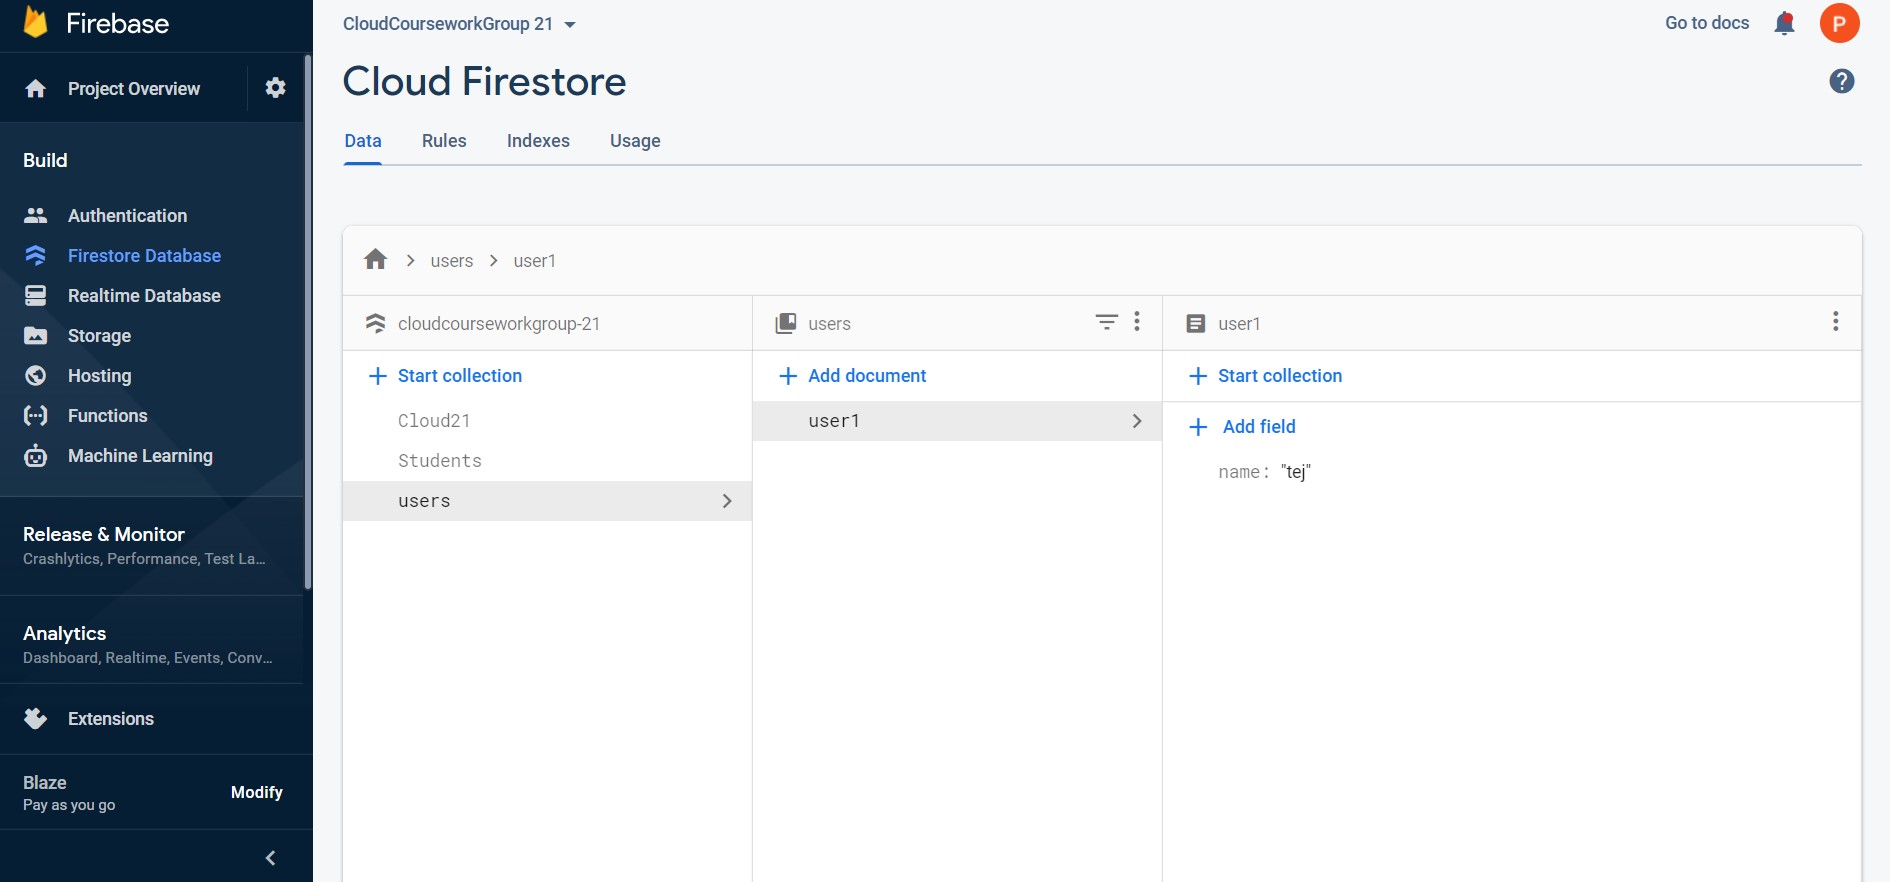 Firebase
Project Overview
Build
Authentication
Firestore Database
Realtime Database
Storage
Hosting
Functions
Machine Learning
Release & Monitor
Crashlytics, Performance, Test La...
Analytics
Dashboard, Realtime, Events, Conv...
Extensions
Blaze
Pay as you go
Modify
CloudCourseworkGroup 21
Go to docs
P
Cloud Firestore
?
Data Rules Indexes Usage
users user1
cloudcourseworkgroup-21
Start collection
Cloud21
Students
users
users
Add document
user1
user1
Start collection
Add field
name: "tej"